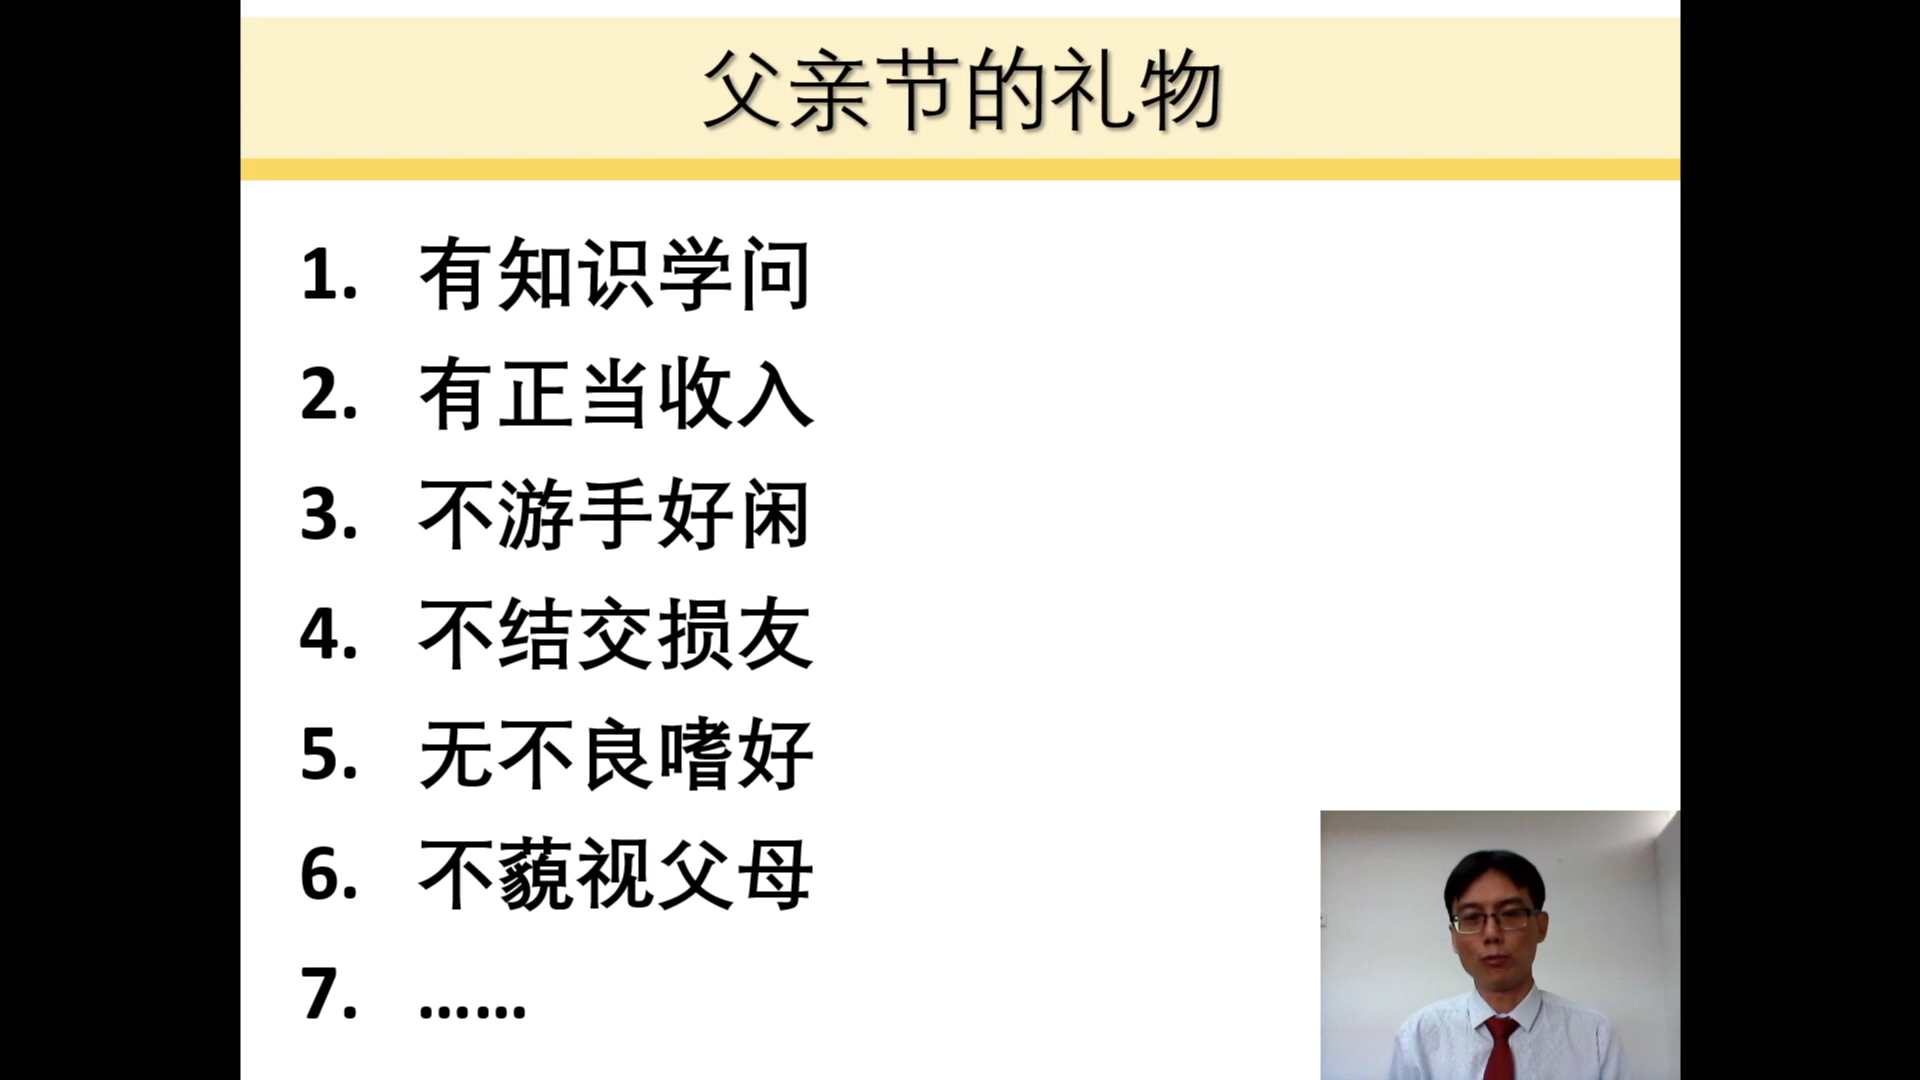 父亲节的礼物
1. 有知识学问
2. 有正当收入
3. 不游手好闲
4. 不结交损友
5. 无不良嗜好
6. 不藐视父母
7. ……